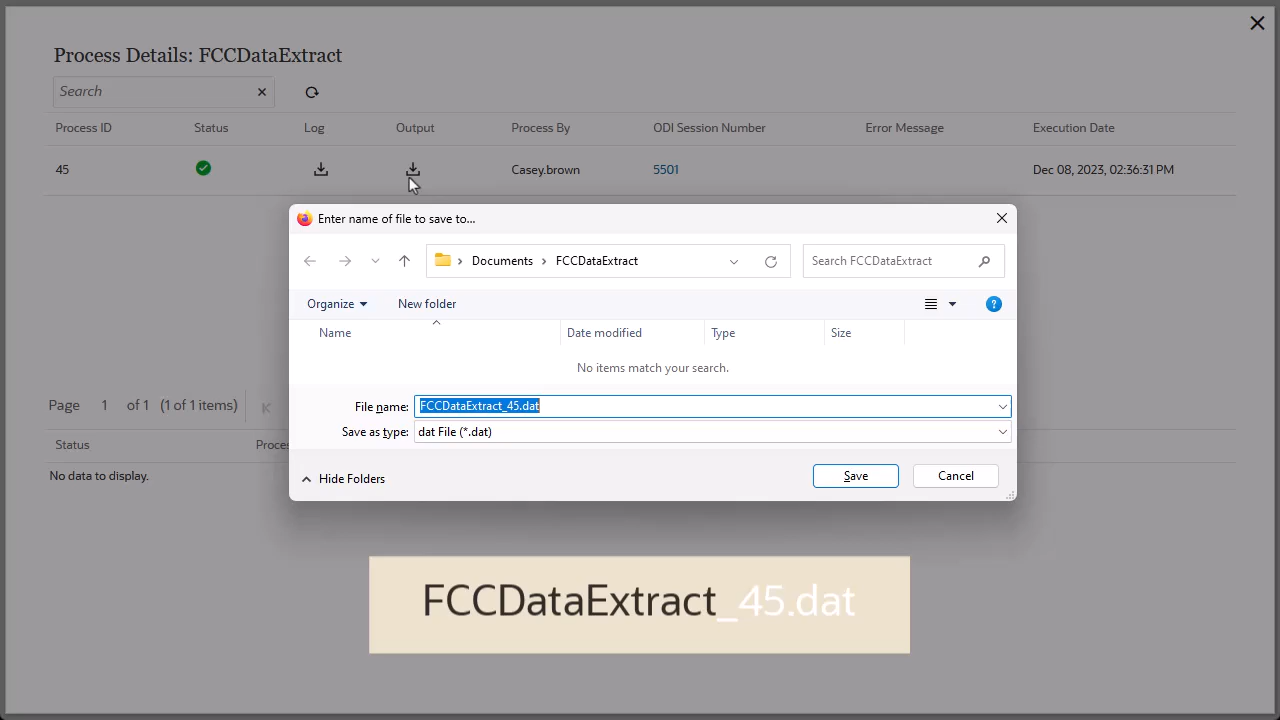 Process Details: FCCDataExtract
Search
Process ID Status Log Output Process By ODI Session Number Error Message Execution Date
45 Casey.brown 5501 Dec 08, 2023, 02:36:31 PM
Enter name of file to save to...
Documents FCCDataExtract
Search FCCDataExtract
Organize New folder
Name Date modified Type Size
No items match your search.
Page 1 of 1 (1 of 1 items)
File name: FCCDataExtract_45.dat
Save as type: dat File (*.dat)
Status Proces
No data to display.
Hide Folders Save Cancel
FCCDataExtract_45.dat